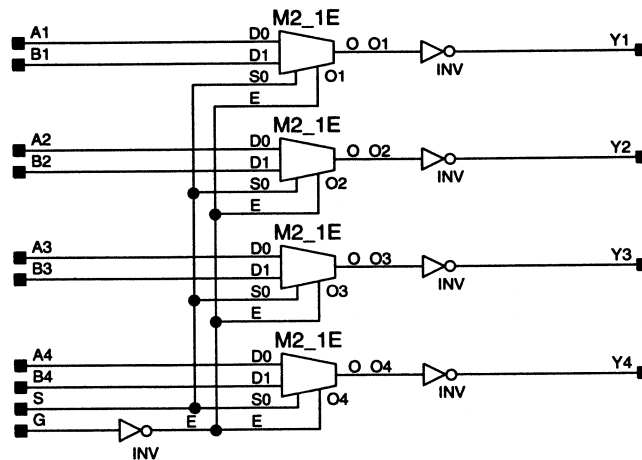 M2_1E
A1 D0 O O1 Y1
B1 D1 INV
S0 O1
E
M2_1E
A2 D0 O O2 Y2
B2 D1 INV
S0 O2
E
M2_1E
A3 D0 O O3 Y3
B3 D1 INV
S0 O3
E
M2_1E
A4 D0 O O4 Y4
B4 D1 INV
S S0 O4
G E E
INV